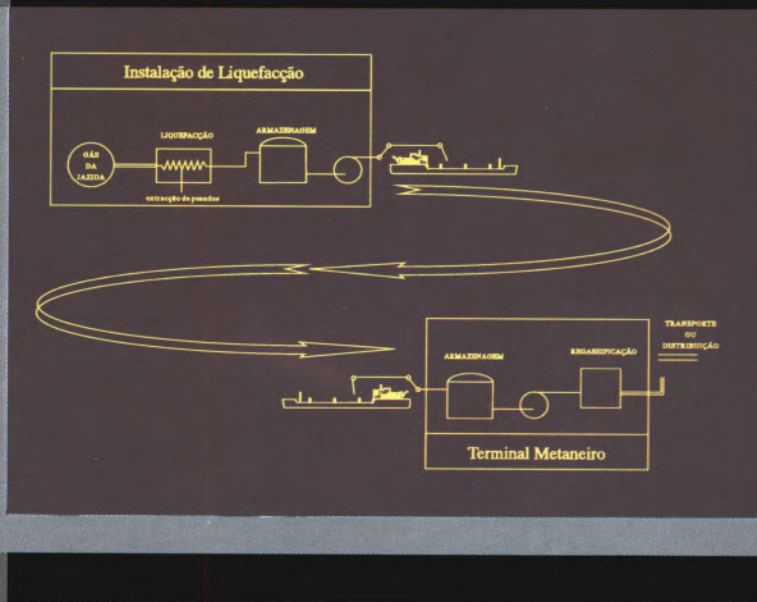 Instalação de Liquefacção
LIQUEFACÇÃO
ARMAZENAGEM
GÁS
DA
JAZIDA
extracção de pesados
TRANSPORTE
OU
DISTRIBUIÇÃO
ARMAZENAGEM
REGASEIFICAÇÃO
Terminal Metaneiro